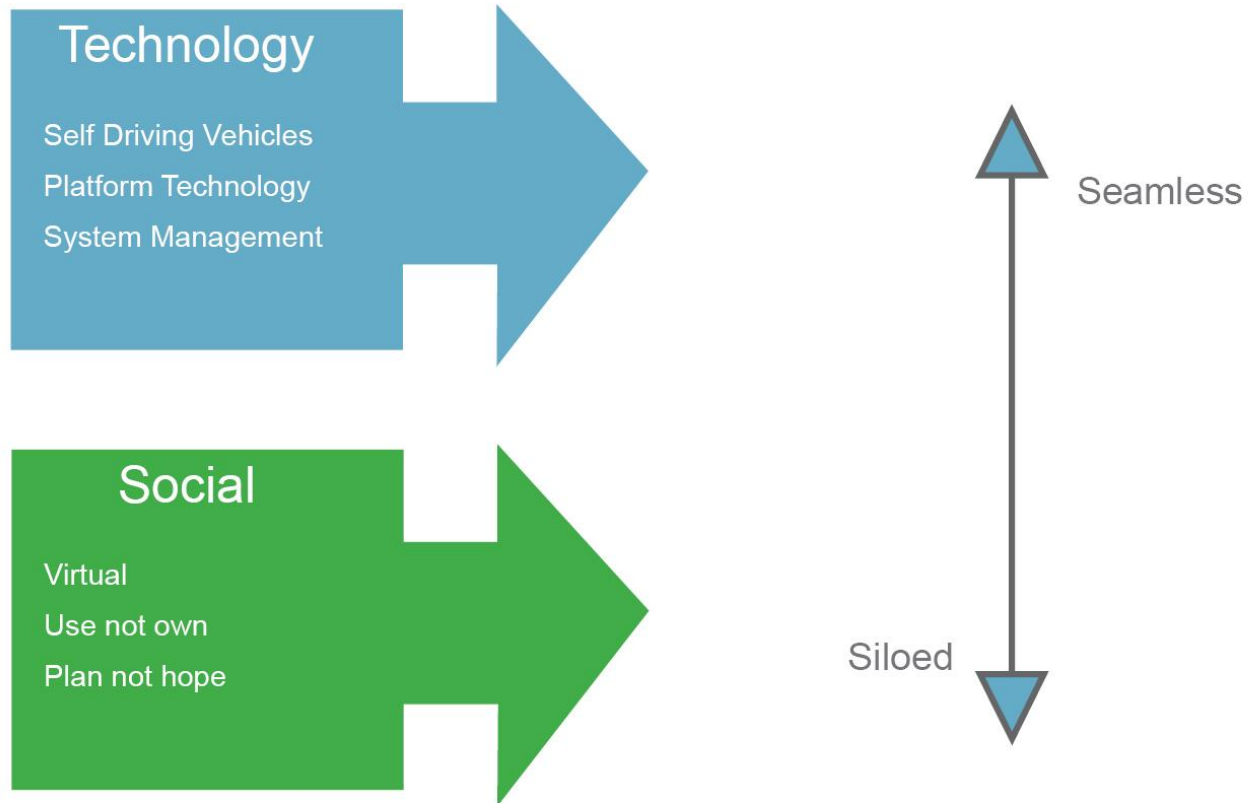 Technology
Self Driving Vehicles
Platform Technology
System Management
Seamless
Social
Virtual
Use not own
Plan not hope
Siloed